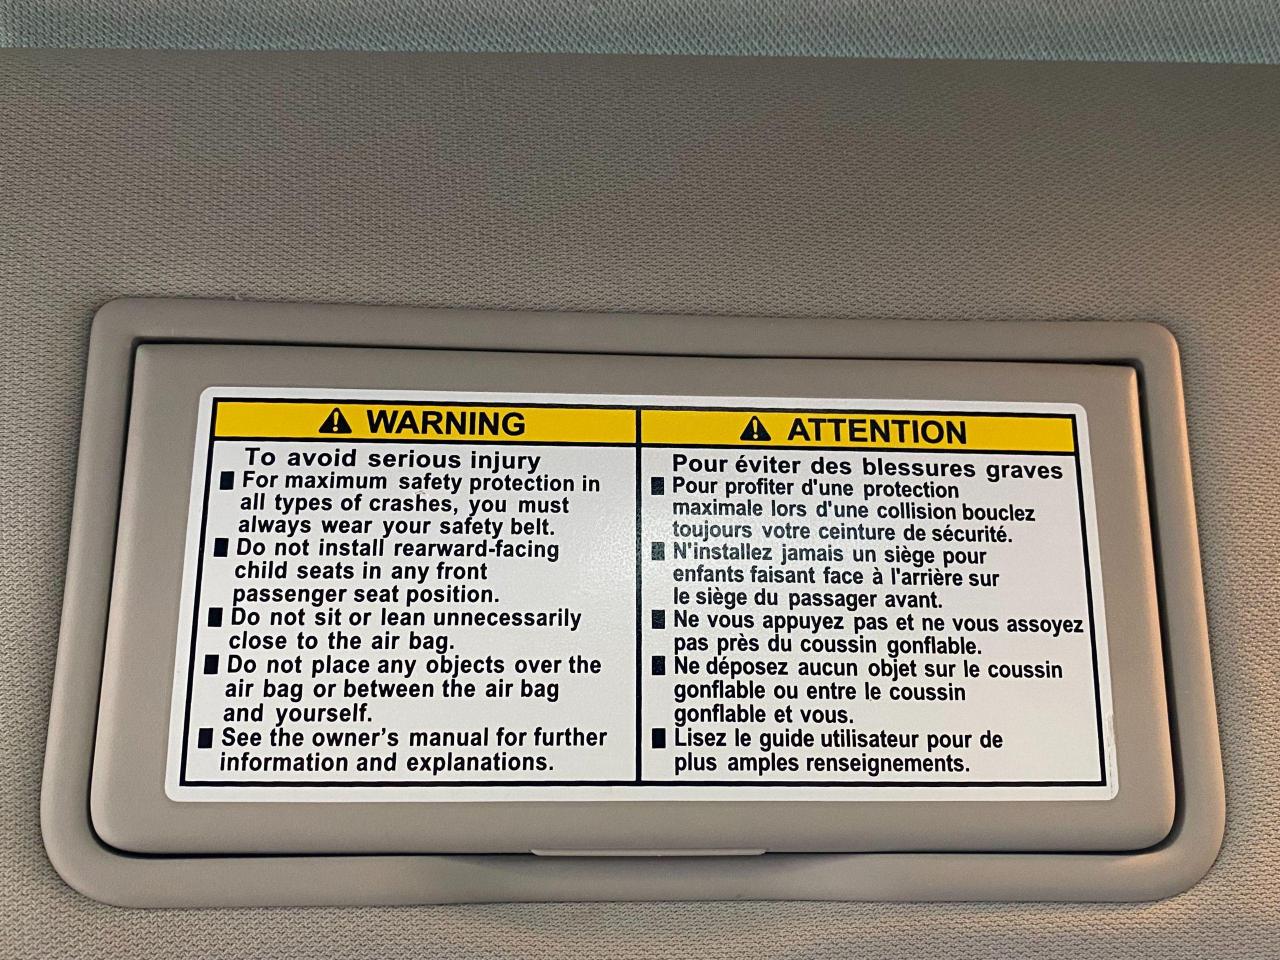 WARNING
To avoid serious injury
■ For maximum safety protection in
all types of crashes, you must
always wear your safety belt.
■ Do not install rearward-facing
child seats in any front
passenger seat position.
■ Do not sit or lean unnecessarily
close to the air bag.
■ Do not place any objects over the
air bag or between the air bag
and yourself.
■ See the owner's manual for further
information and explanations.
ATTENTION
Pour éviter des blessures graves
■ Pour profiter d'une protection
maximale lors d'une collision bouclez
toujours votre ceinture de sécurité.
■ N'installez jamais un siège pour
enfants faisant face à l'arrière sur
le siège du passager avant.
■ Ne vous appuyez pas et ne vous assoyez
pas près du coussin gonflable.
■ Ne déposez aucun objet sur le coussin
gonflable ou entre le coussin
gonflable et vous.
■ Lisez le guide utilisateur pour de
plus amples renseignements.